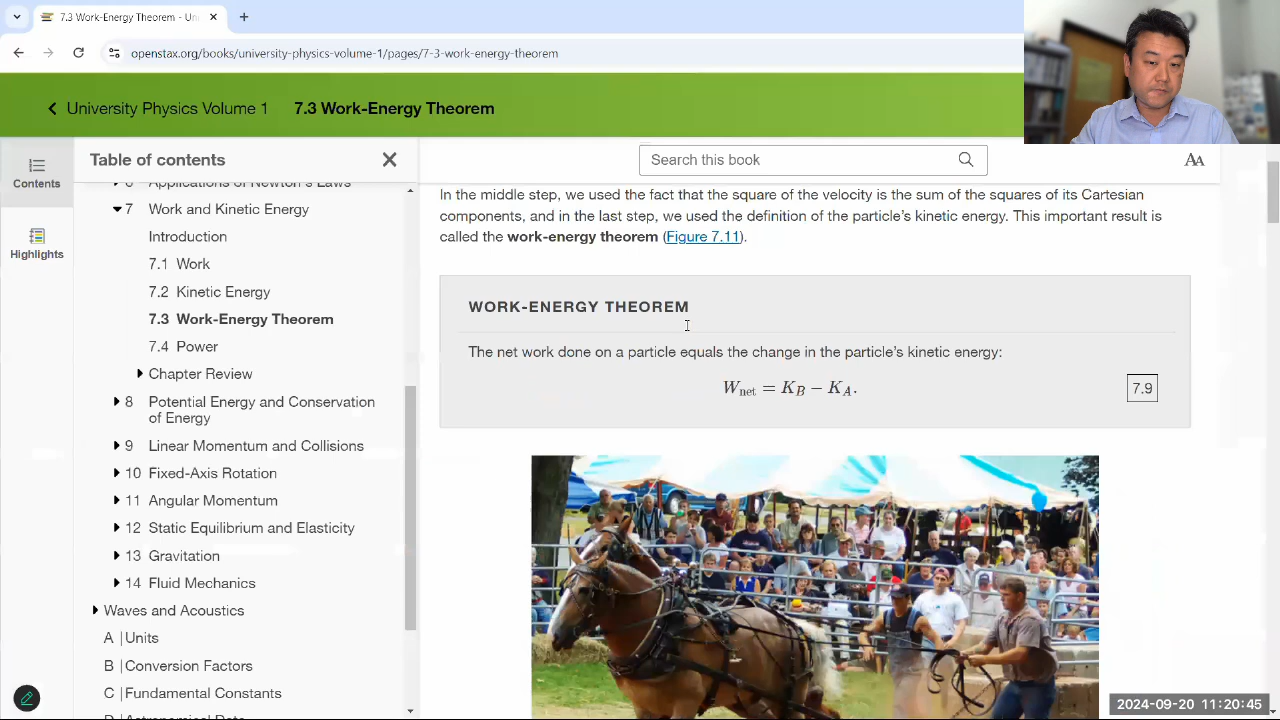 7.3 Work-Energy Theorem - Uni
openstax.org/books/university-physics-volume-1/pages/7-3-work-energy-theorem
University Physics Volume 1
7.3 Work-Energy Theorem
Contents
Highlights
Table of contents
6 Applications of Newton's Laws
7 Work and Kinetic Energy
Introduction
7.1 Work
7.2 Kinetic Energy
7.3 Work-Energy Theorem
7.4 Power
Chapter Review
8 Potential Energy and Conservation
of Energy
9 Linear Momentum and Collisions
10 Fixed-Axis Rotation
11 Angular Momentum
12 Static Equilibrium and Elasticity
13 Gravitation
14 Fluid Mechanics
Waves and Acoustics
A | Units
B | Conversion Factors
C | Fundamental Constants
D | Astronomical Data
Search this book
AA
In the middle step, we used the fact that the square of the velocity is the sum of the squares of its Cartesian
components, and in the last step, we used the definition of the particle's kinetic energy. This important result is
called the work-energy theorem (Figure 7.11).
WORK-ENERGY THEOREM
The net work done on a particle equals the change in the particle's kinetic energy:
W_net = K_B − K_A.
7.9
2024-09-20 11:20:45